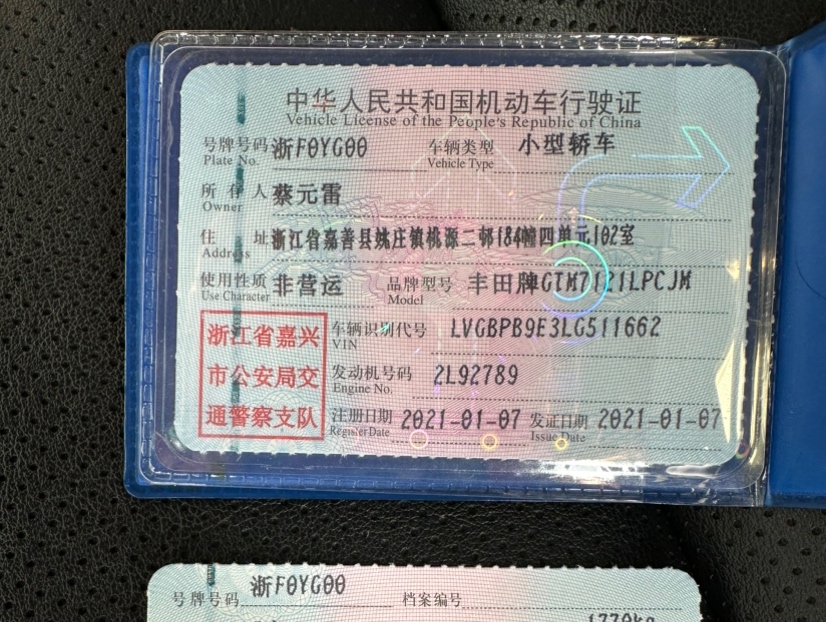 中华人民共和国机动车行驶证
Vehicle License of the People's Republic of China
号牌号码 浙F0YG00 车辆类型 小型轿车
Plate No. Vehicle Type
所有人 蔡元雷
Owner
住址 浙江省嘉善县姚庄镇桃源二邨184幢四单元102室
Address
使用性质 非营运 品牌型号 丰田牌GTM7121LPCJM
Use Character Model
浙江省嘉兴 车辆识别代号 LVGBPB9E3LG511662
VIN
市公安局交 发动机号码 2L92789
Engine No.
通警察支队 注册日期 2021-01-07 发证日期 2021-01-07
Register Date Issue Date
号牌号码 浙F0YG00 档案编号